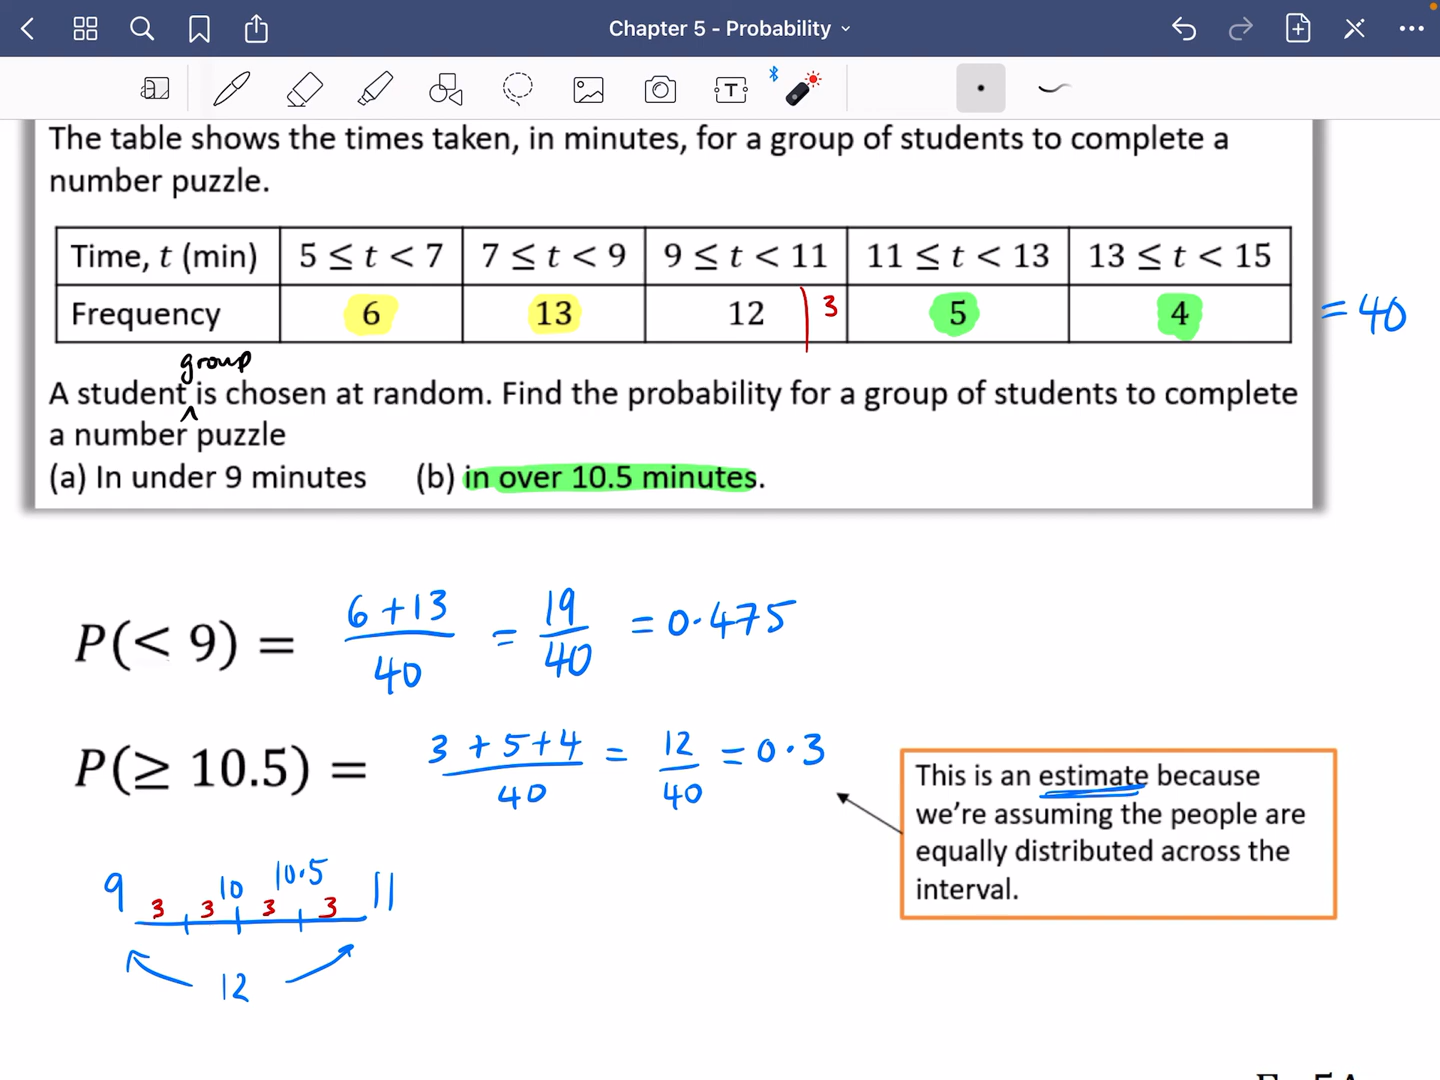 Chapter 5 - Probability
T
The table shows the times taken, in minutes, for a group of students to complete a
number puzzle.
Time, t (min) 5 ≤ t < 7 7 ≤ t < 9 9 ≤ t < 11 11 ≤ t < 13 13 ≤ t < 15
Frequency 6 13 12 3 5 4 = 40
group
A student ^ is chosen at random. Find the probability for a group of students to complete
a number puzzle
(a) In under 9 minutes (b) in over 10.5 minutes.
P(< 9) = 6 + 13 / 40 = 19 / 40 = 0.475
P(≥ 10.5) = 3 + 5 + 4 / 40 = 12 / 40 = 0.3
This is an estimate because
we're assuming the people are
equally distributed across the
interval.
9 10 10.5 11
3 3 3 3
12